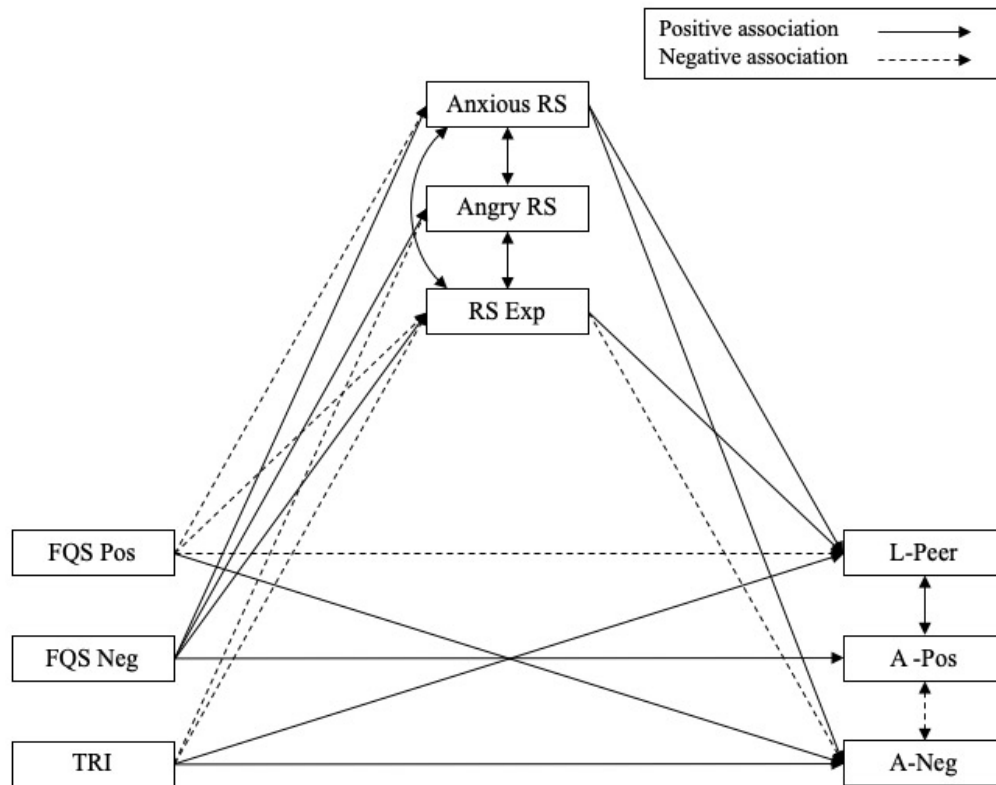 Positive association
Negative association
Anxious RS
Angry RS
RS Exp
FQS Pos
L-Peer
FQS Neg
A -Pos
TRI
A-Neg